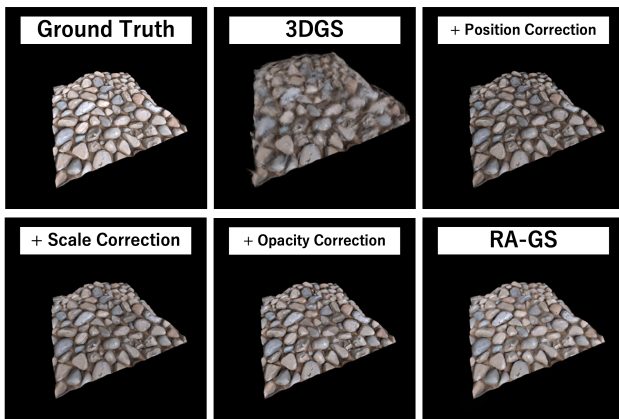 Ground Truth
3DGS
+ Position Correction
+ Scale Correction
+ Opacity Correction
RA-GS